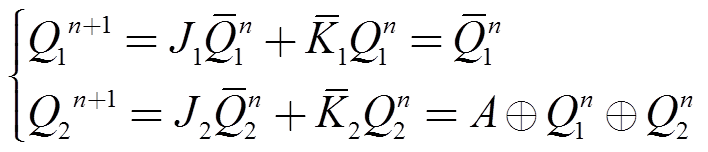 Q₁ⁿ⁺¹ = J₁Q̅₁ⁿ + K̅₁Q₁ⁿ = Q̅₁ⁿ
Q₂ⁿ⁺¹ = J₂Q̅₂ⁿ + K̅₂Q₂ⁿ = A ⊕ Q₁ⁿ ⊕ Q₂ⁿ